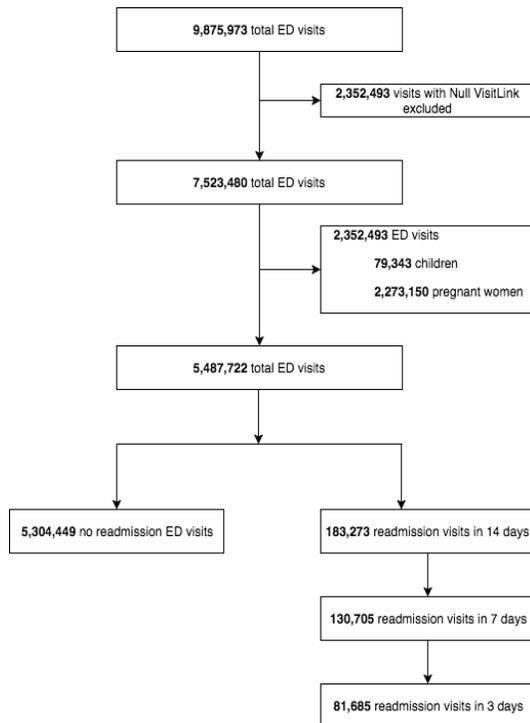 9,875,973 total ED visits
2,352,493 visits with Null VisitLink
excluded
7,523,480 total ED visits
2,352,493 ED visits
79,343 children
2,273,150 pregnant women
5,487,722 total ED visits
5,304,449 no readmission ED visits
183,273 readmission visits in 14 days
130,705 readmission visits in 7 days
81,685 readmission visits in 3 days